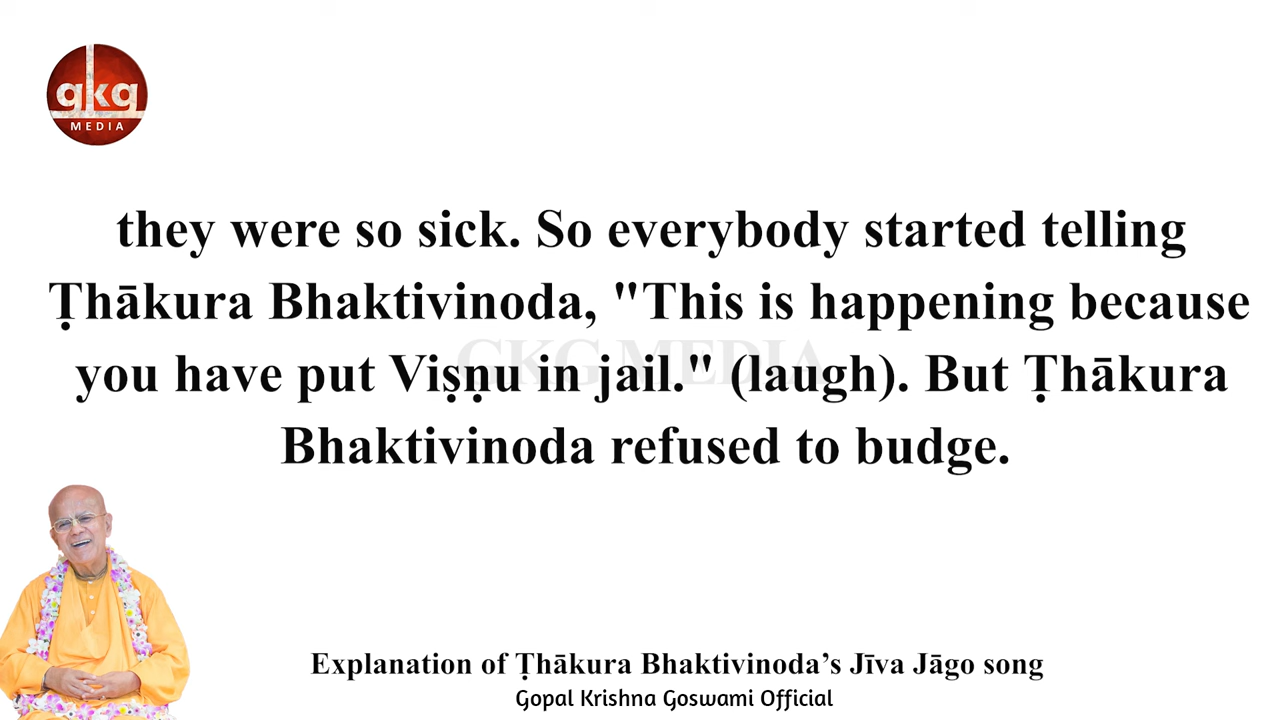 gkg
MEDIA
they were so sick. So everybody started telling
Ṭhākura Bhaktivinoda, "This is happening because
you have put Viṣṇu in jail." (laugh). But Ṭhākura
GKG MEDIA
Bhaktivinoda refused to budge.
Explanation of Ṭhākura Bhaktivinoda’s Jīva Jāgo song
Gopal Krishna Goswami Official